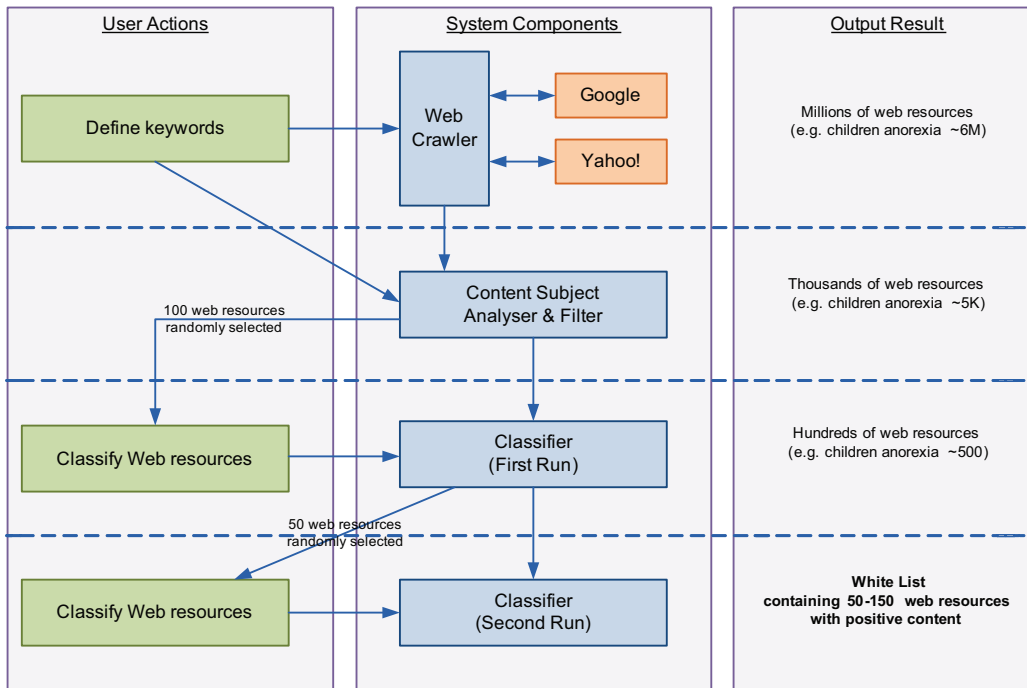 User Actions
System Components
Output Result
Define keywords
Web
Crawler
Google
Yahoo!
Millions of web resources
(e.g. children anorexia ~6M)
Content Subject
Analyser & Filter
Thousands of web resources
(e.g. children anorexia ~5K)
100 web resources
randomly selected
Classify Web resources
Classifier
(First Run)
Hundreds of web resources
(e.g. children anorexia ~500)
50 web resources
randomly selected
Classify Web resources
Classifier
(Second Run)
White List
containing 50-150 web resources
with positive content